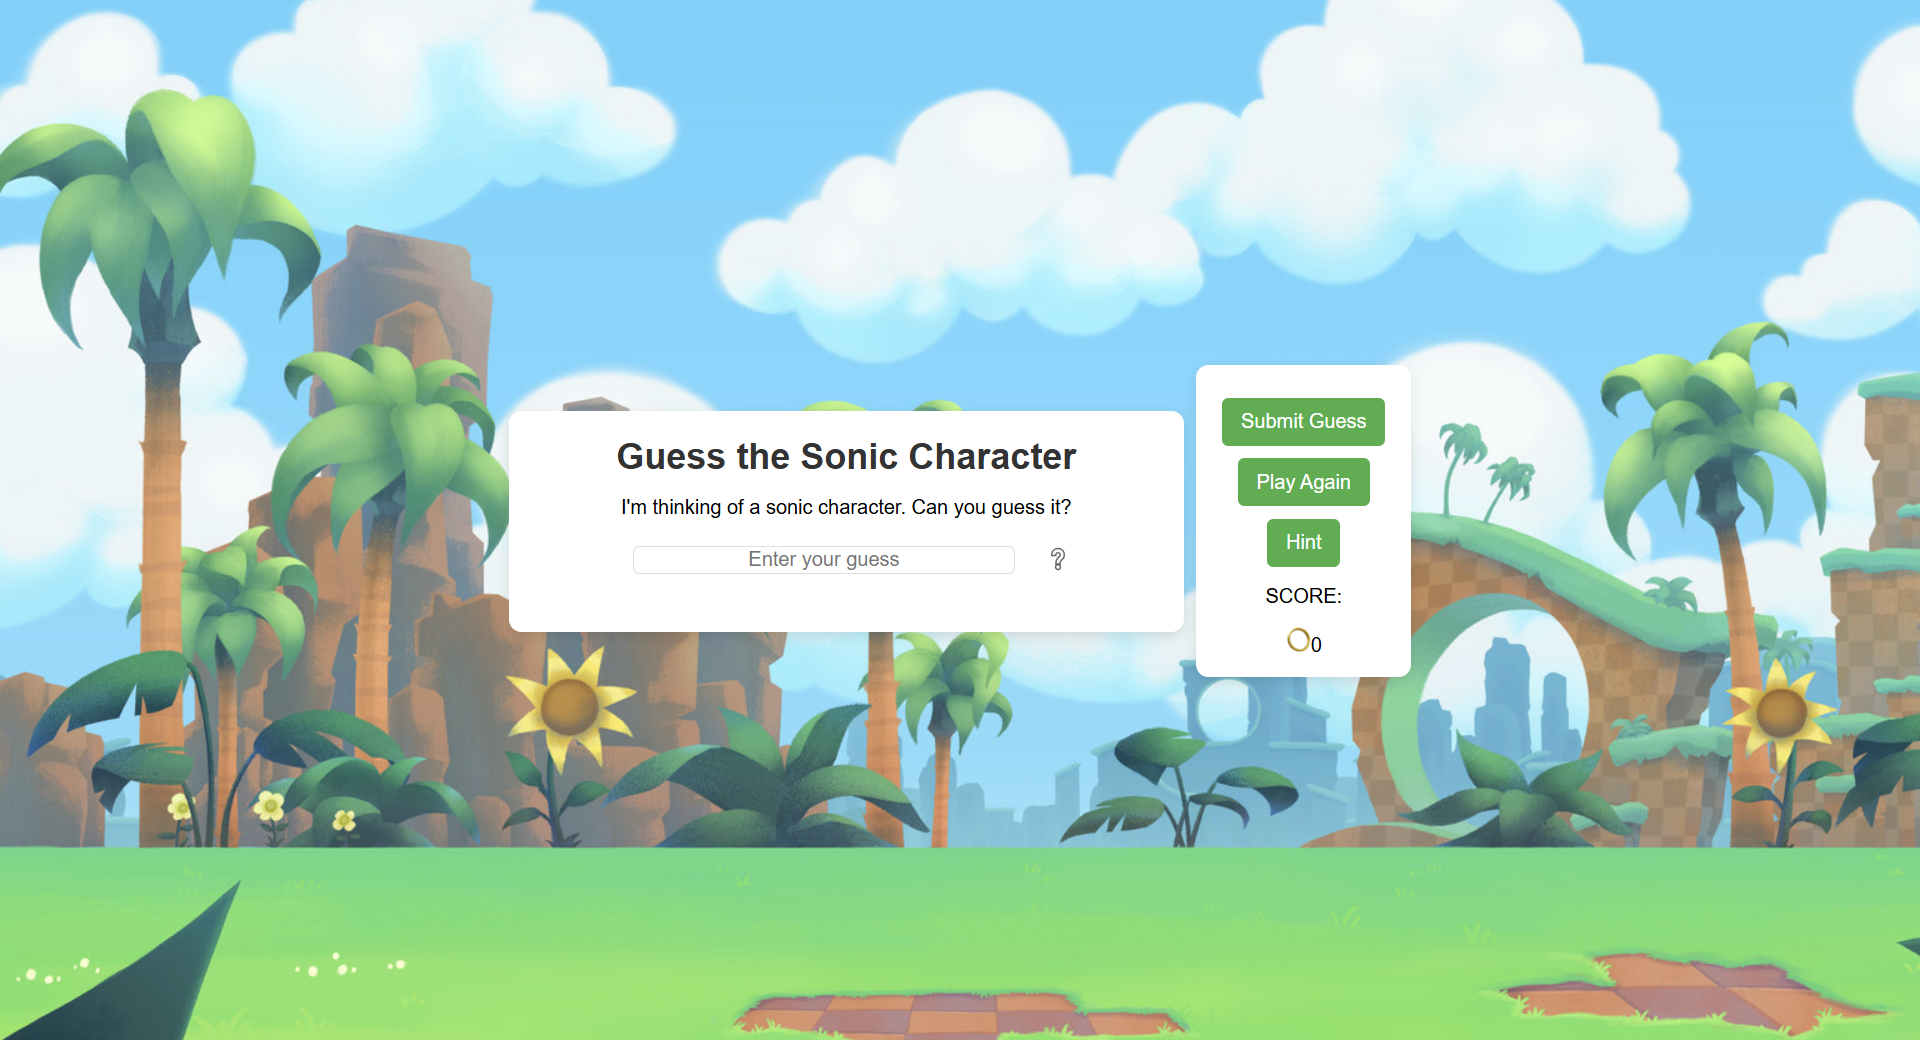 Guess the Sonic Character
I'm thinking of a sonic character. Can you guess it?
Enter your guess
?
Submit Guess
Play Again
Hint
SCORE:
0